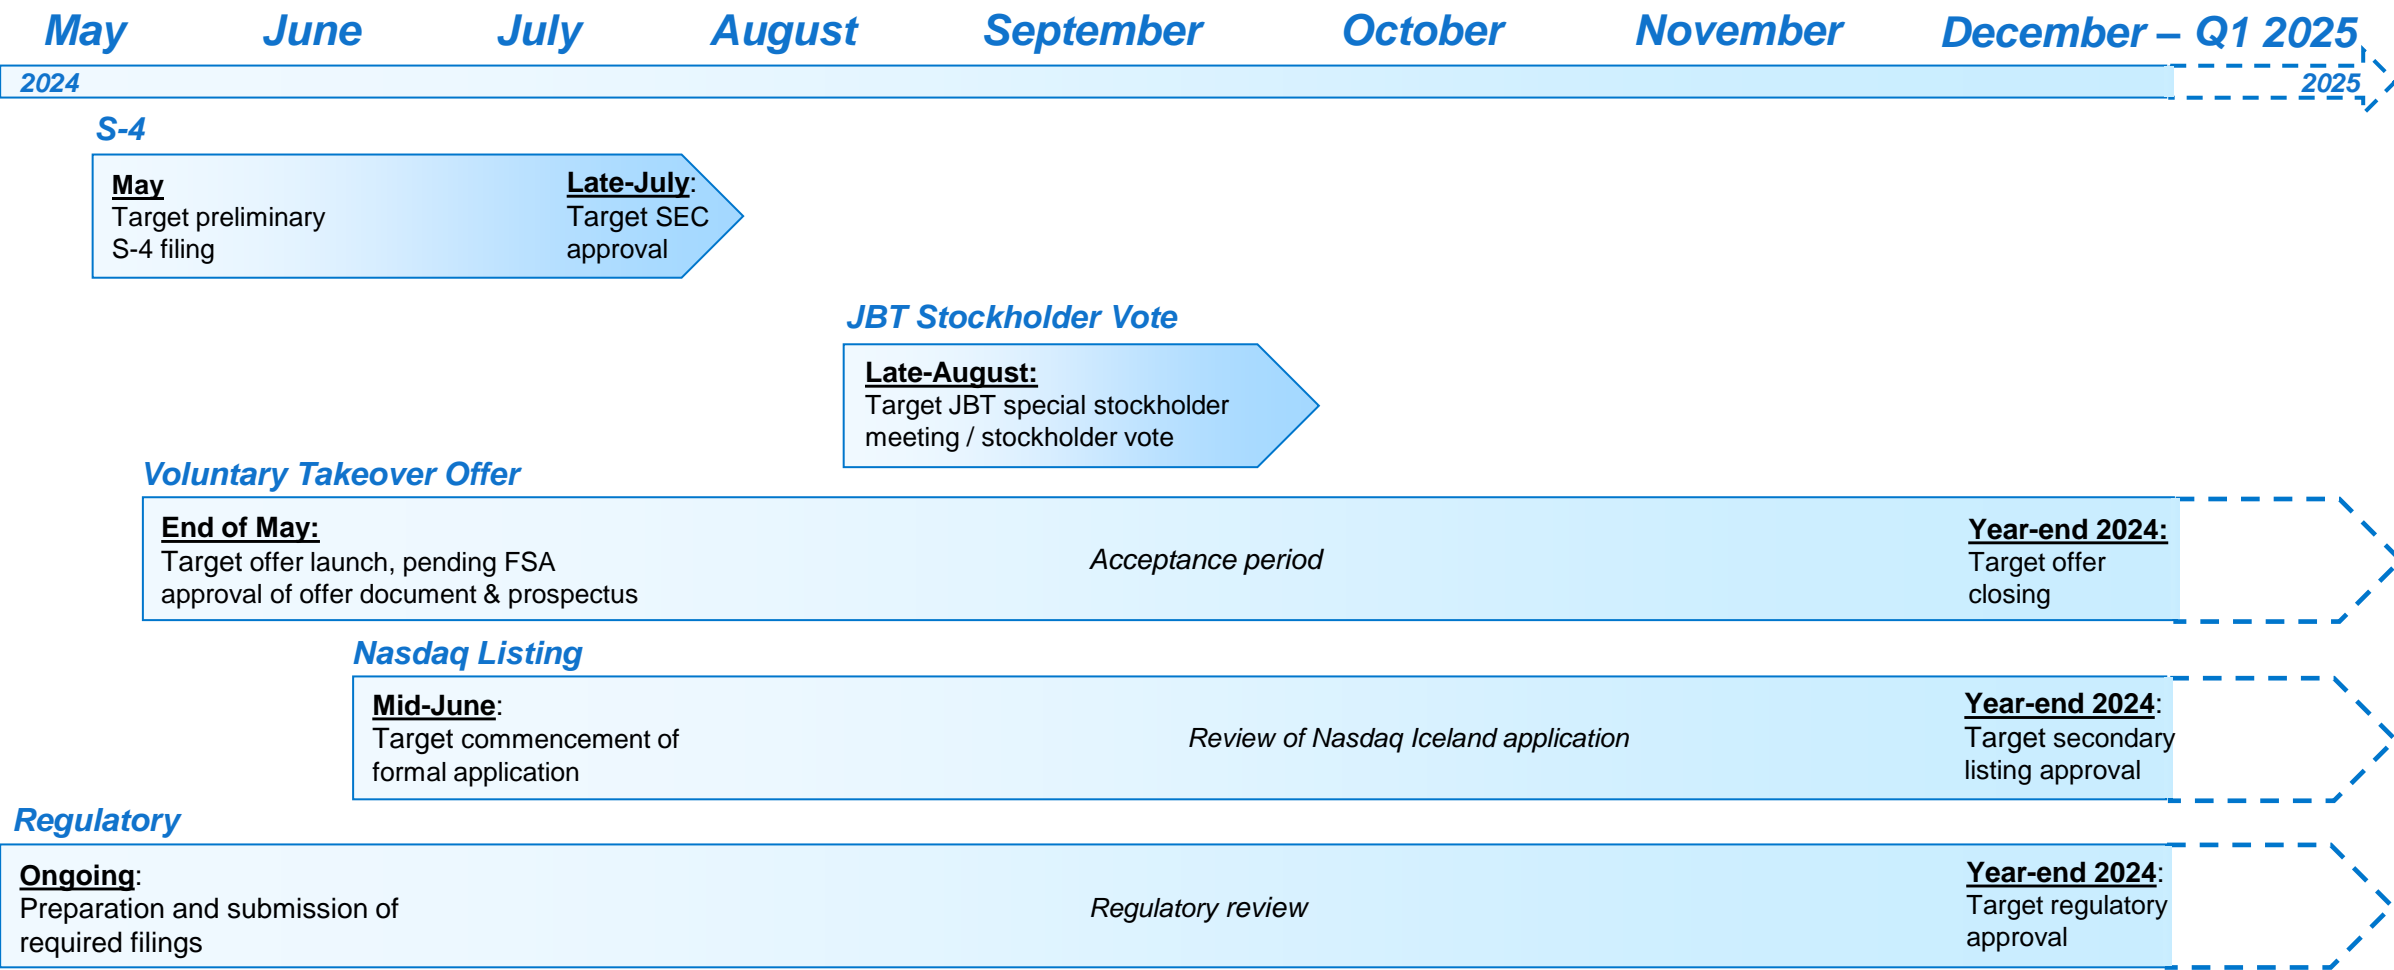 May June July August September October November December – Q1 2025
2024 2025
S-4
May
Target preliminary
S-4 filing
Late-July:
Target SEC
approval
JBT Stockholder Vote
Late-August:
Target JBT special stockholder
meeting / stockholder vote
Voluntary Takeover Offer
End of May:
Target offer launch, pending FSA
approval of offer document & prospectus
Acceptance period
Year-end 2024:
Target offer
closing
Nasdaq Listing
Mid-June:
Target commencement of
formal application
Review of Nasdaq Iceland application
Year-end 2024:
Target secondary
listing approval
Regulatory
Ongoing:
Preparation and submission of
required filings
Regulatory review
Year-end 2024:
Target regulatory
approval